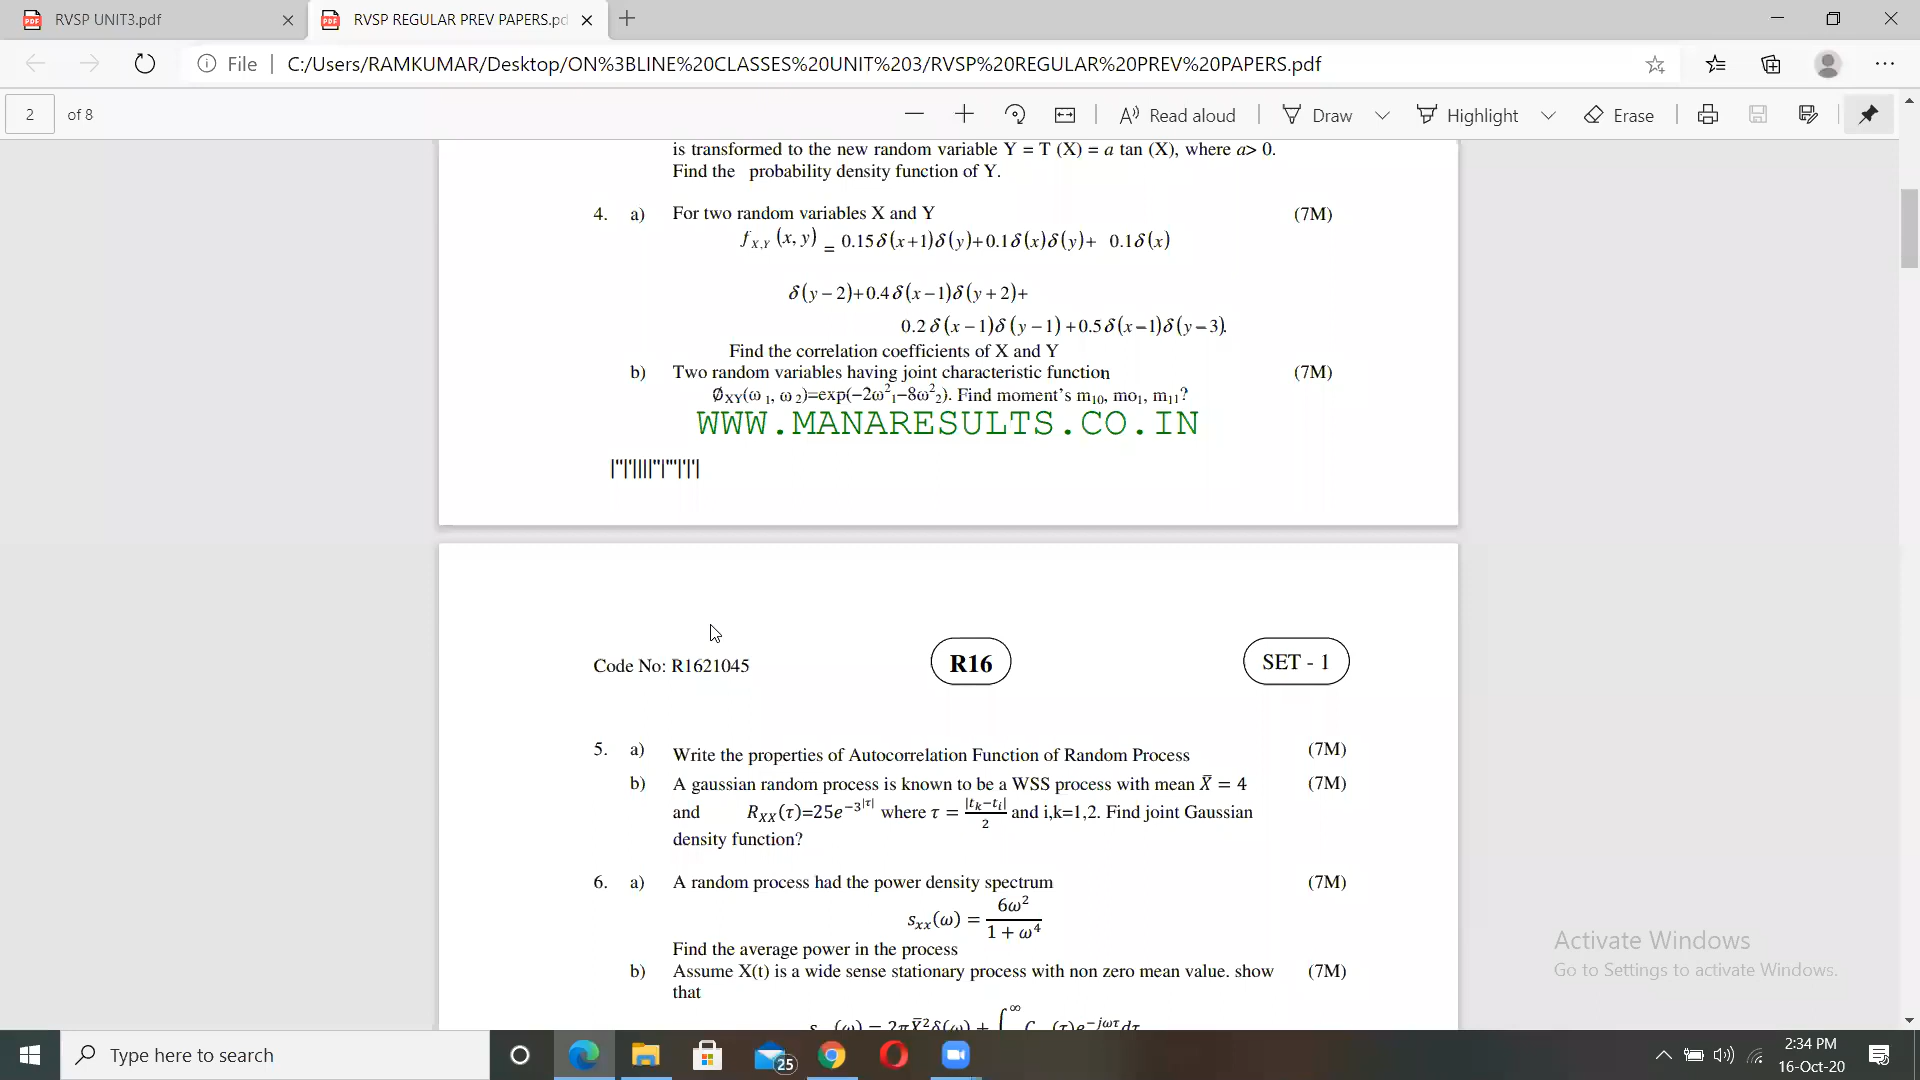 RVSP UNIT3.pdf
RVSP REGULAR PREV PAPERS.pd
File
C:/Users/RAMKUMAR/Desktop/ON%3BLINE%20CLASSES%20UNIT%203/RVSP%20REGULAR%20PREV%20PAPERS.pdf
2 of 8
Read aloud Draw Highlight Erase
is transformed to the new random variable Y = T (X) = a tan (X), where a> 0.
Find the probability density function of Y.
4. a) For two random variables X and Y (7M)
f_{X,Y} (x, y) = 0.15δ(x+1)δ(y)+0.1δ(x)δ(y)+ 0.1δ(x)
δ(y−2)+0.4δ(x−1)δ(y+2)+
0.2δ(x−1)δ(y−1)+0.5δ(x−1)δ(y−3).
Find the correlation coefficients of X and Y
b) Two random variables having joint characteristic function (7M)
Ø_XY(ω ₁, ω ₂)=exp(−2ω²₁−8ω²₂). Find moment’s m₁₀, mo₁, m₁₁?
WWW.MANARESULTS.CO.IN
|''|'||||''|'''|'|'|
Code No: R1621045
R16
SET - 1
5. a) Write the properties of Autocorrelation Function of Random Process (7M)
b) A gaussian random process is known to be a WSS process with mean X̄ = 4 (7M)
and R_XX(τ)=25e^{−3|τ|} where τ = |t_k−t_i|/2 and i,k=1,2. Find joint Gaussian
density function?
6. a) A random process had the power density spectrum (7M)
s_xx(ω) = 6ω²/(1 + ω⁴)
Find the average power in the process
b) Assume X(t) is a wide sense stationary process with non zero mean value. show (7M)
that
(ω) = 2πX̄²δ(ω) + ∫^∞ C (τ)e^{−jωτ}dτ
Activate Windows
Go to Settings to activate Windows.
Type here to search
25
2:34 PM
16-Oct-20